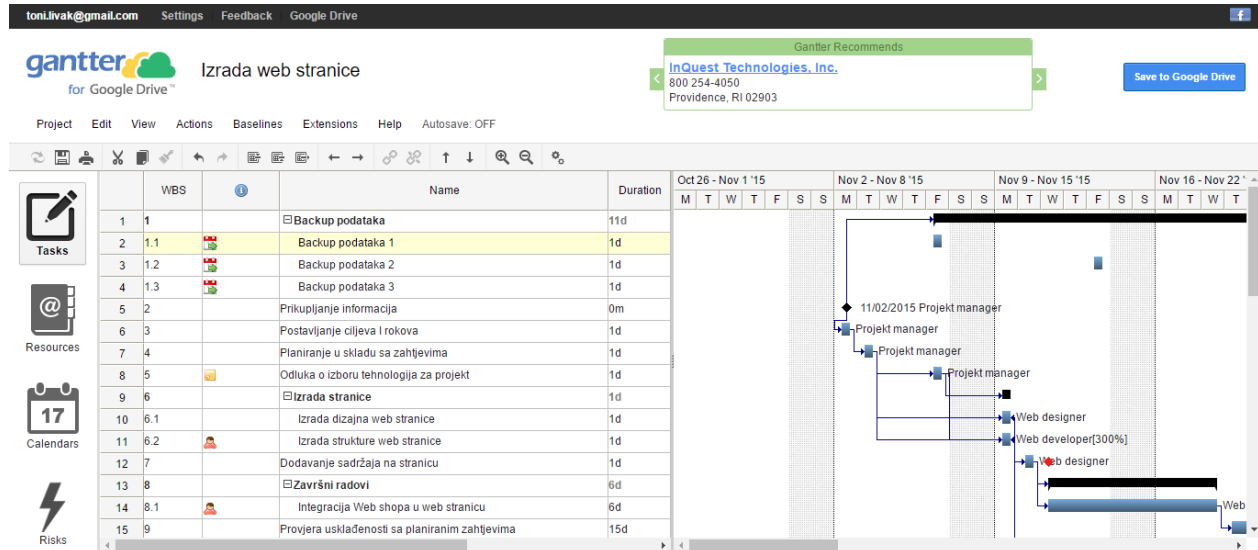 toni.livak@gmail.com Settings Feedback Google Drive f
gantter Izrada web stranice
for Google Drive™
Gantter Recommends
InQuest Technologies, Inc.
800 254-4050
Providence, RI 02903
Save to Google Drive
Project Edit View Actions Baselines Extensions Help Autosave: OFF
WBS Name Duration
Oct 26 - Nov 1 '15 Nov 2 - Nov 8 '15 Nov 9 - Nov 15 '15 Nov 16 - Nov 22 '
M T W T F S S M T W T F S S M T W T F S S M T W T
1 1 Backup podataka 11d
2 1.1 Backup podataka 1 1d
3 1.2 Backup podataka 2 1d
4 1.3 Backup podataka 3 1d
5 2 Prikupljanje informacija 0m 11/02/2015 Projekt manager
6 3 Postavljanje ciljeva I rokova 1d Projekt manager
7 4 Planiranje u skladu sa zahtjevima 1d Projekt manager
8 5 Odluka o izboru tehnologija za projekt 1d Projekt manager
9 6 Izrada stranice 1d
10 6.1 Izrada dizajna web stranice 1d Web designer
11 6.2 Izrada strukture web stranice 1d Web developer[300%]
12 7 Dodavanje sadržaja na stranicu 1d Web designer
13 8 Završni radovi 6d
14 8.1 Integracija Web shopa u web stranicu 6d Web
15 9 Provjera usklađenosti sa planiranim zahtjevima 15d
Tasks
@
Resources
17
Calendars
Risks